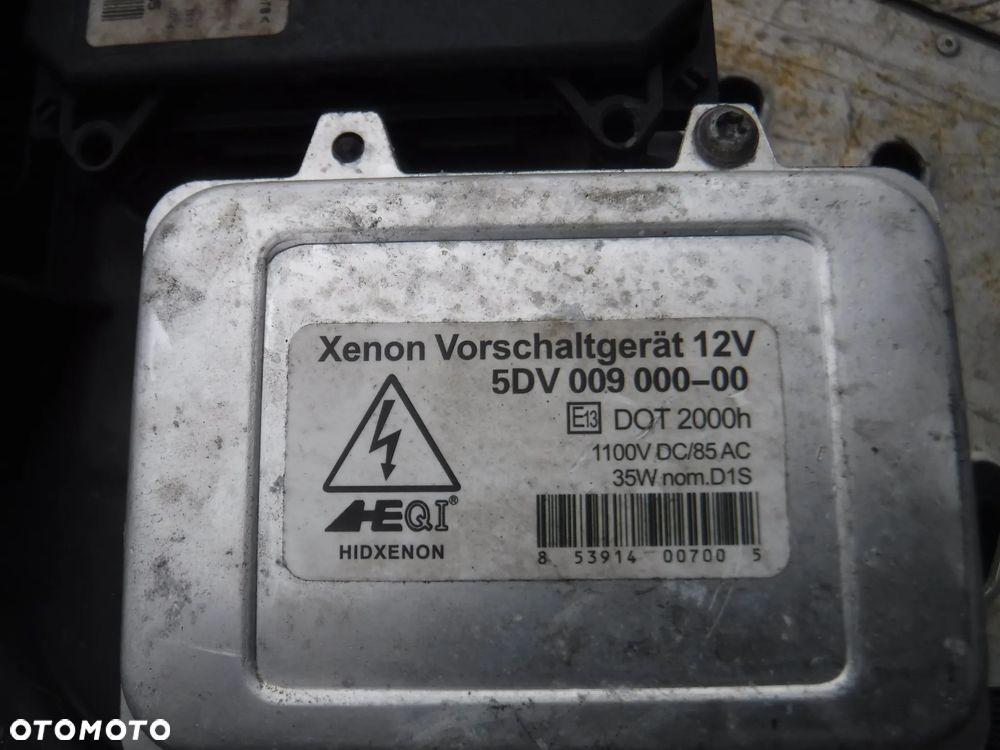 Xenon Vorschaltgerät 12V
5DV 009 000-00
E13 DOT 2000h
1100V DC/85 AC
35W nom.D1S
HEQI®
HIDXENON
8 53914 00700 5
OTOMOTO